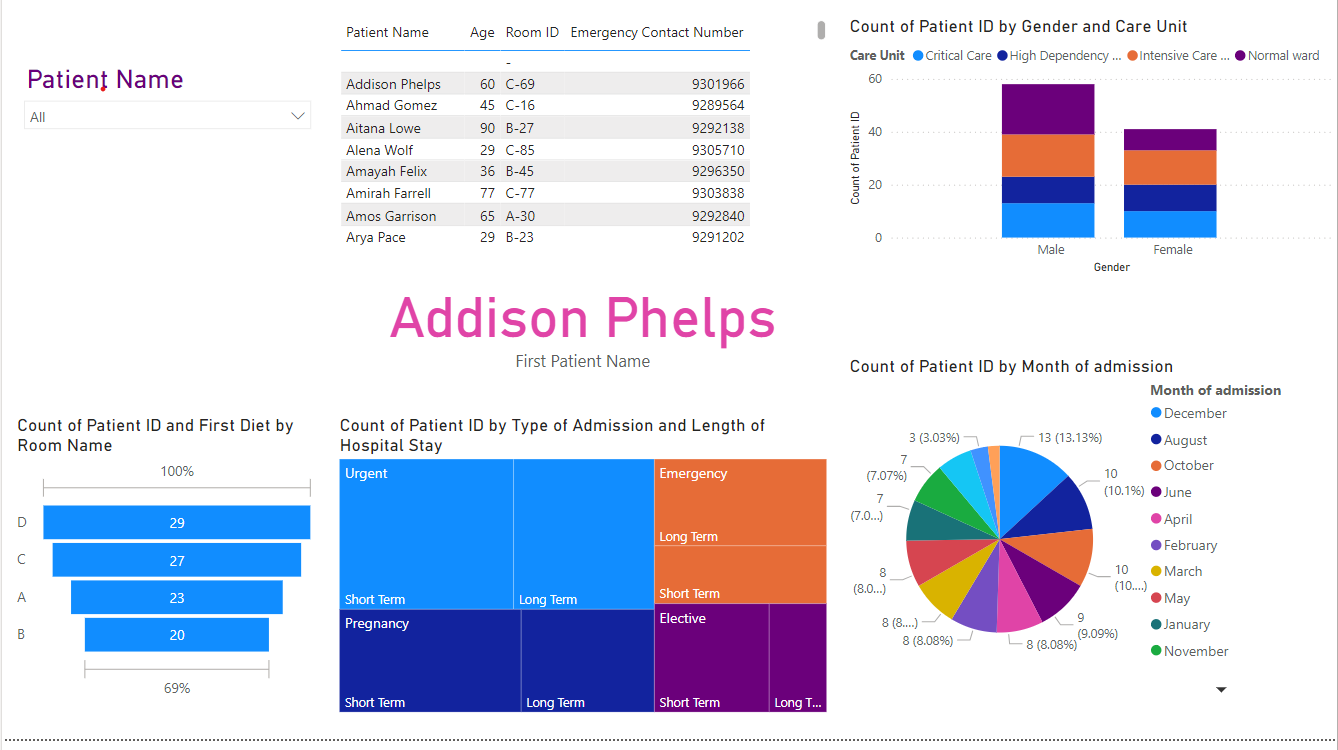 Patient Name
All
Patient Name Age Room ID Emergency Contact Number
-
Addison Phelps 60 C-69 9301966
Ahmad Gomez 45 C-16 9289564
Aitana Lowe 90 B-27 9292138
Alena Wolf 29 C-85 9305710
Amayah Felix 36 B-45 9296350
Amirah Farrell 77 C-77 9303838
Amos Garrison 65 A-30 9292840
Arya Pace 29 B-23 9291202
Count of Patient ID by Gender and Care Unit
Care Unit Critical Care High Dependency ... Intensive Care ... Normal ward
60
40
20
0
Count of Patient ID
Male Female
Gender
Addison Phelps
First Patient Name
Count of Patient ID and First Diet by
Room Name
100%
D 29
C 27
A 23
B 20
69%
Count of Patient ID by Type of Admission and Length of
Hospital Stay
Urgent
Short Term
Long Term
Emergency
Long Term
Short Term
Pregnancy
Short Term
Long Term
Elective
Short Term
Long T...
Count of Patient ID by Month of admission
13 (13.13%)
10
(10.1%)
10
(10....)
9
(9.09%)
8 (8.08%)
8 (8.08%)
8 (8....)
8
(8.0...)
7
(7.0...)
7
(7.07%)
3 (3.03%)
Month of admission
December
August
October
June
April
February
March
May
January
November